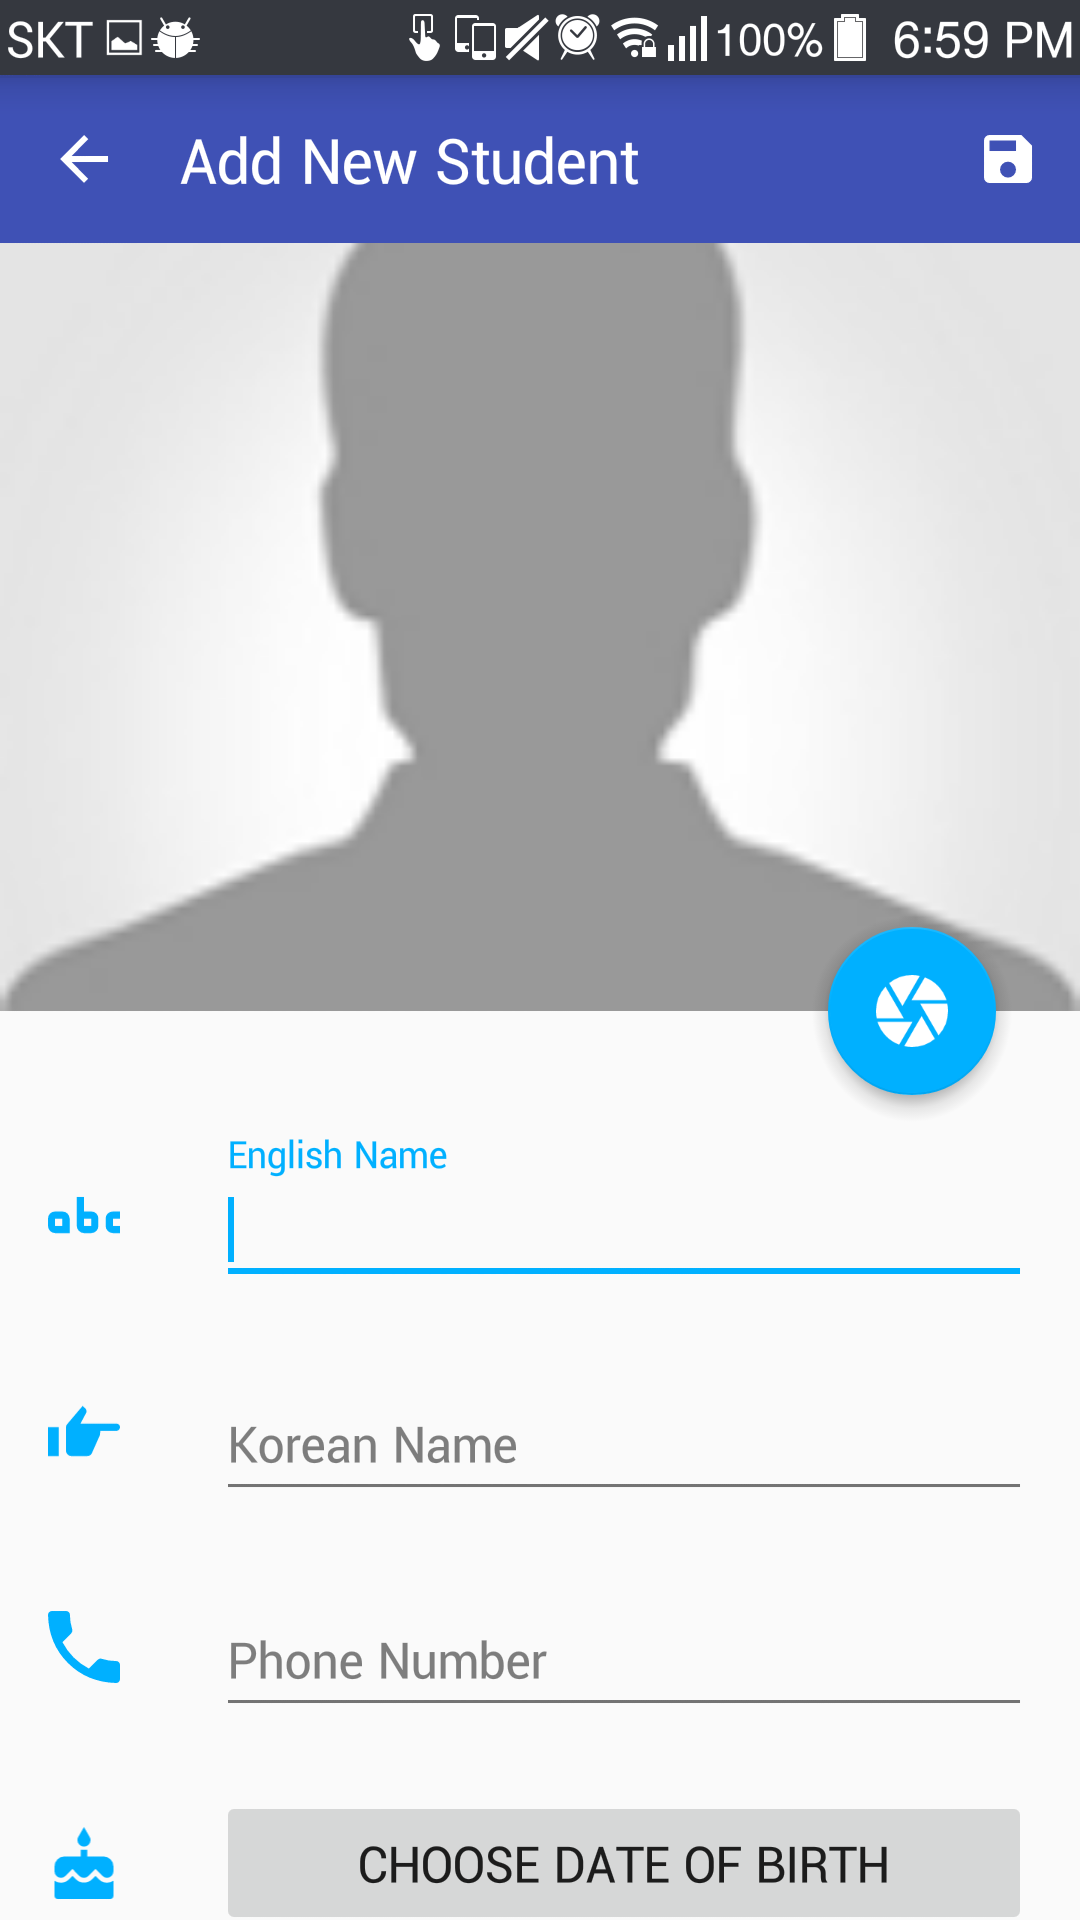 SKT 100% 6:59 PM
Add New Student
English Name
abc
Korean Name
Phone Number
CHOOSE DATE OF BIRTH